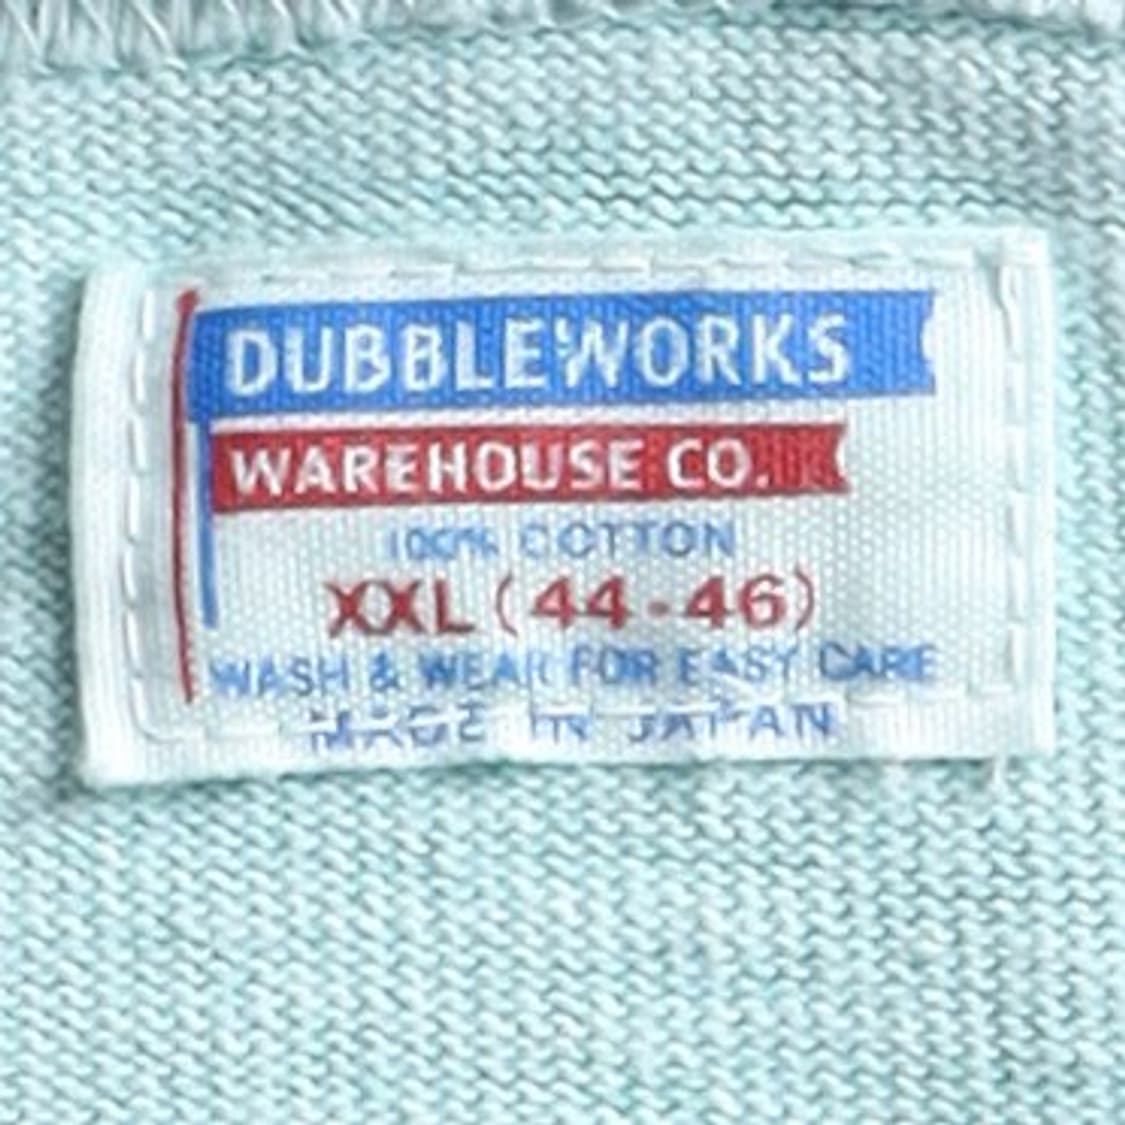 DUBBLEWORKS
WAREHOUSE CO.
100% COTTON
XXL (44-46)
WASH & WEAR FOR EASY CARE
MADE IN JAPAN